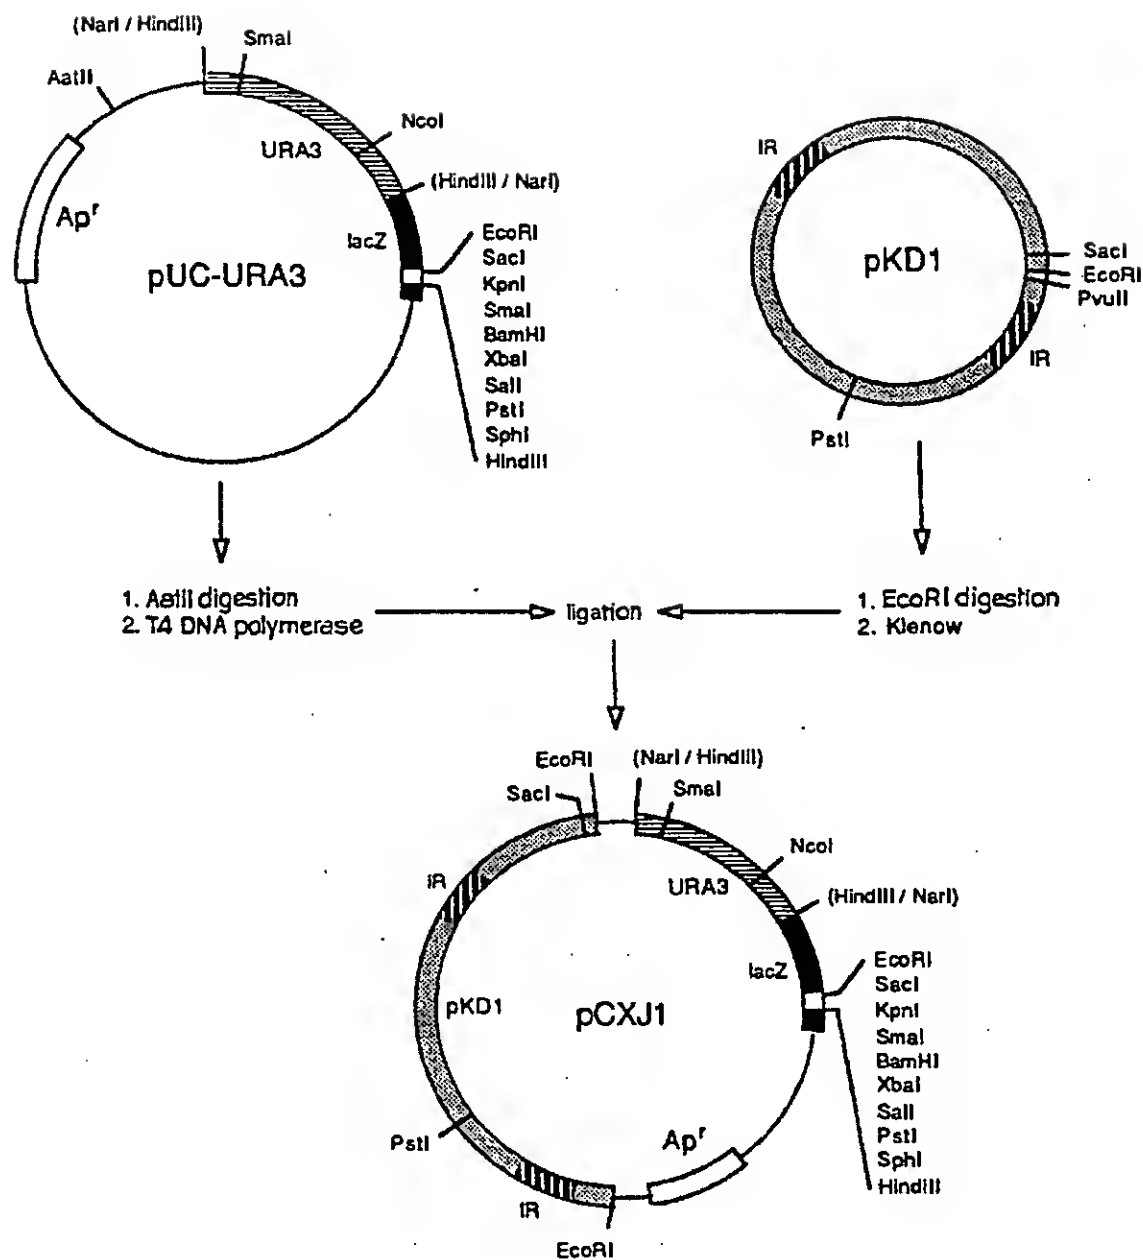 (NarI / HindIII)
SmaI
AatII
NcoI
URA3
(HindIII / NarI)
Apr
lacZ
pUC-URA3
EcoRI
SacI
KpnI
SmaI
BamHI
XbaI
SalI
PstI
SphI
HindIII
IR
pKD1
SacI
EcoRI
PvuII
IR
PstI
1. AatII digestion
2. T4 DNA polymerase
ligation
1. EcoRI digestion
2. Klenow
EcoRI
(NarI / HindIII)
SacI
SmaI
NcoI
IR
URA3
(HindIII / NarI)
lacZ
pKD1
pCXJ1
EcoRI
SacI
KpnI
SmaI
BamHI
XbaI
SalI
PstI
SphI
HindIII
PstI
Apr
IR
EcoRI